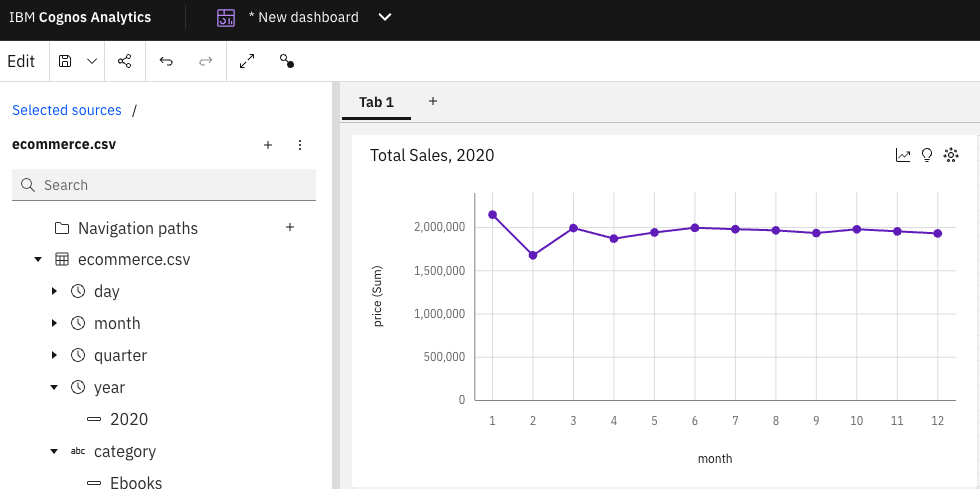 IBM Cognos Analytics
* New dashboard
Edit
Selected sources /
ecommerce.csv
Search
Navigation paths
ecommerce.csv
day
month
quarter
year
2020
abc category
Ebooks
Tab 1
Total Sales, 2020
price (Sum)
2,000,000
1,500,000
1,000,000
500,000
0
1 2 3 4 5 6 7 8 9 10 11 12
month